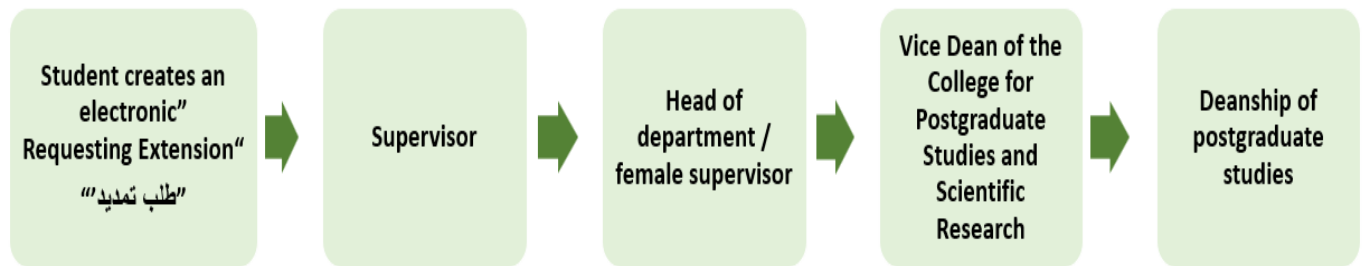 Student creates an
electronic”
Requesting Extension“
“‘طلب تمديد”
Supervisor
Head of
department /
female supervisor
Vice Dean of the
College for
Postgraduate
Studies and
Scientific
Research
Deanship of
postgraduate
studies